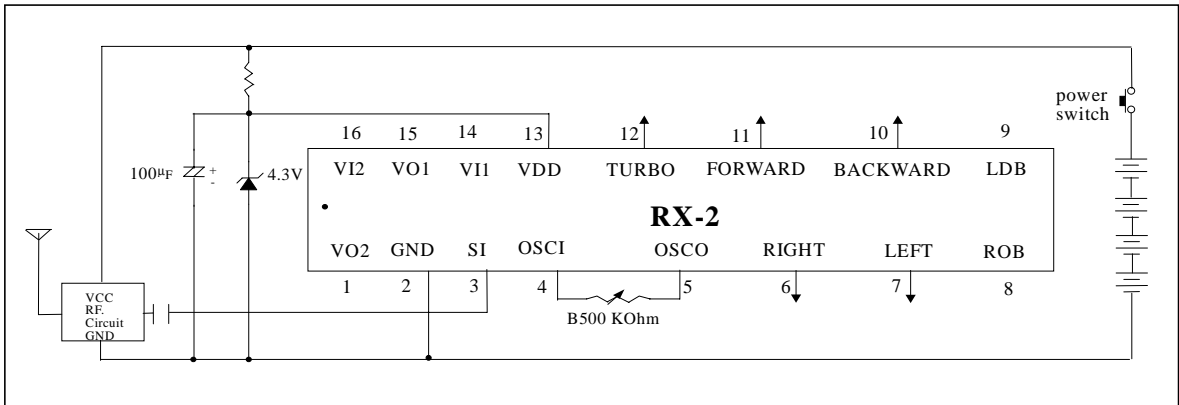 power
switch
16 15 14 13 12 11 10 9
100µF + - 4.3V
VI2 VO1 VI1 VDD TURBO FORWARD BACKWARD LDB
RX-2
VO2 GND SI OSCI OSCO RIGHT LEFT ROB
1 2 3 4 5 6 7 8
B500 KOhm
VCC
RF.
Circuit
GND